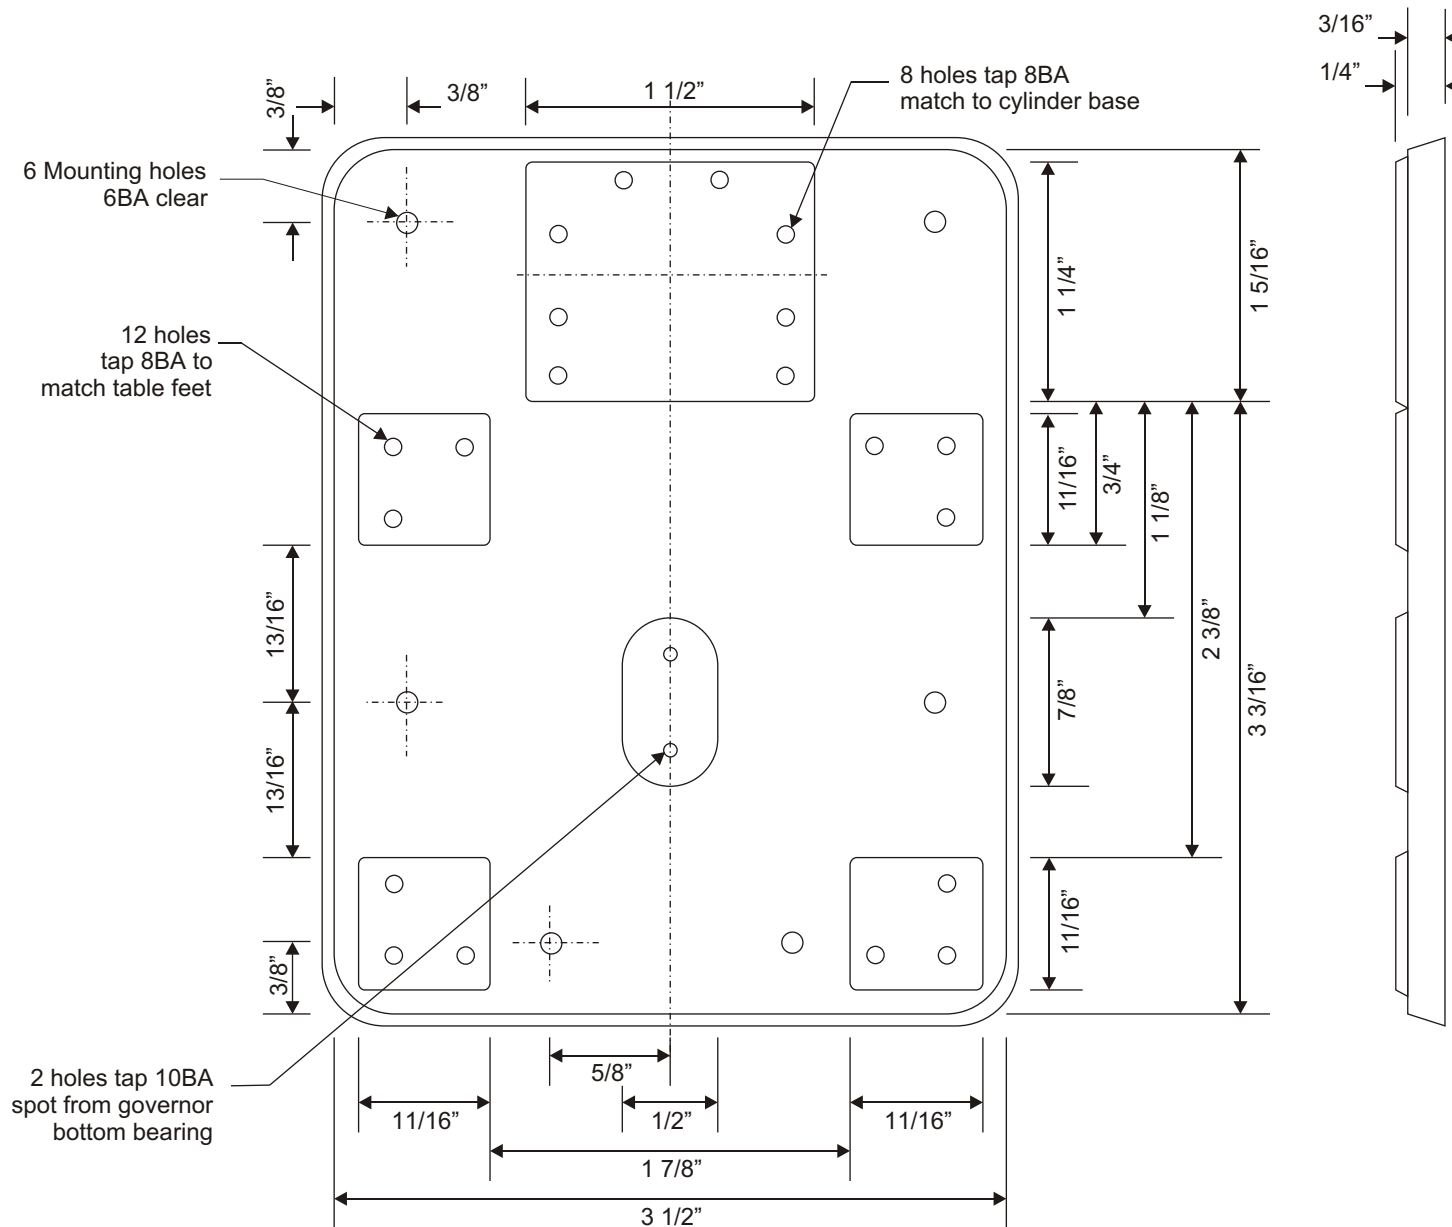 3/16”
1/4”
3/8”
3/8”
1 1/2”
8 holes tap 8BA
match to cylinder base
6 Mounting holes
6BA clear
1 1/4”
1 5/16”
12 holes
tap 8BA to
match table feet
11/16”
3/4”
1 1/8”
2 3/8”
3 3/16”
13/16”
7/8”
13/16”
11/16”
3/8”
2 holes tap 10BA
spot from governor
bottom bearing
5/8”
11/16”
1/2”
11/16”
1 7/8”
3 1/2”